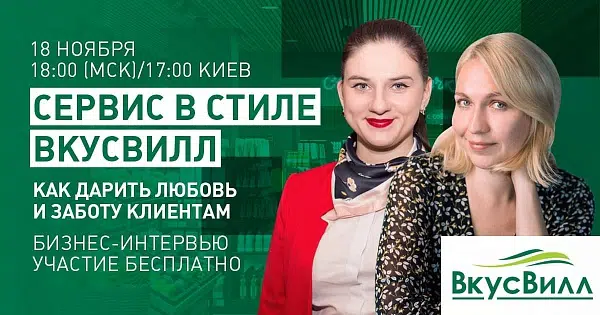 18 НОЯБРЯ
18:00 (МСК)/17:00 КИЕВ
СЕРВИС В СТИЛЕ
ВКУСВИЛЛ
КАК ДАРИТЬ ЛЮБОВЬ
И ЗАБОТУ КЛИЕНТАМ
БИЗНЕС-ИНТЕРВЬЮ
УЧАСТИЕ БЕСПЛАТНО
ВкусВилл